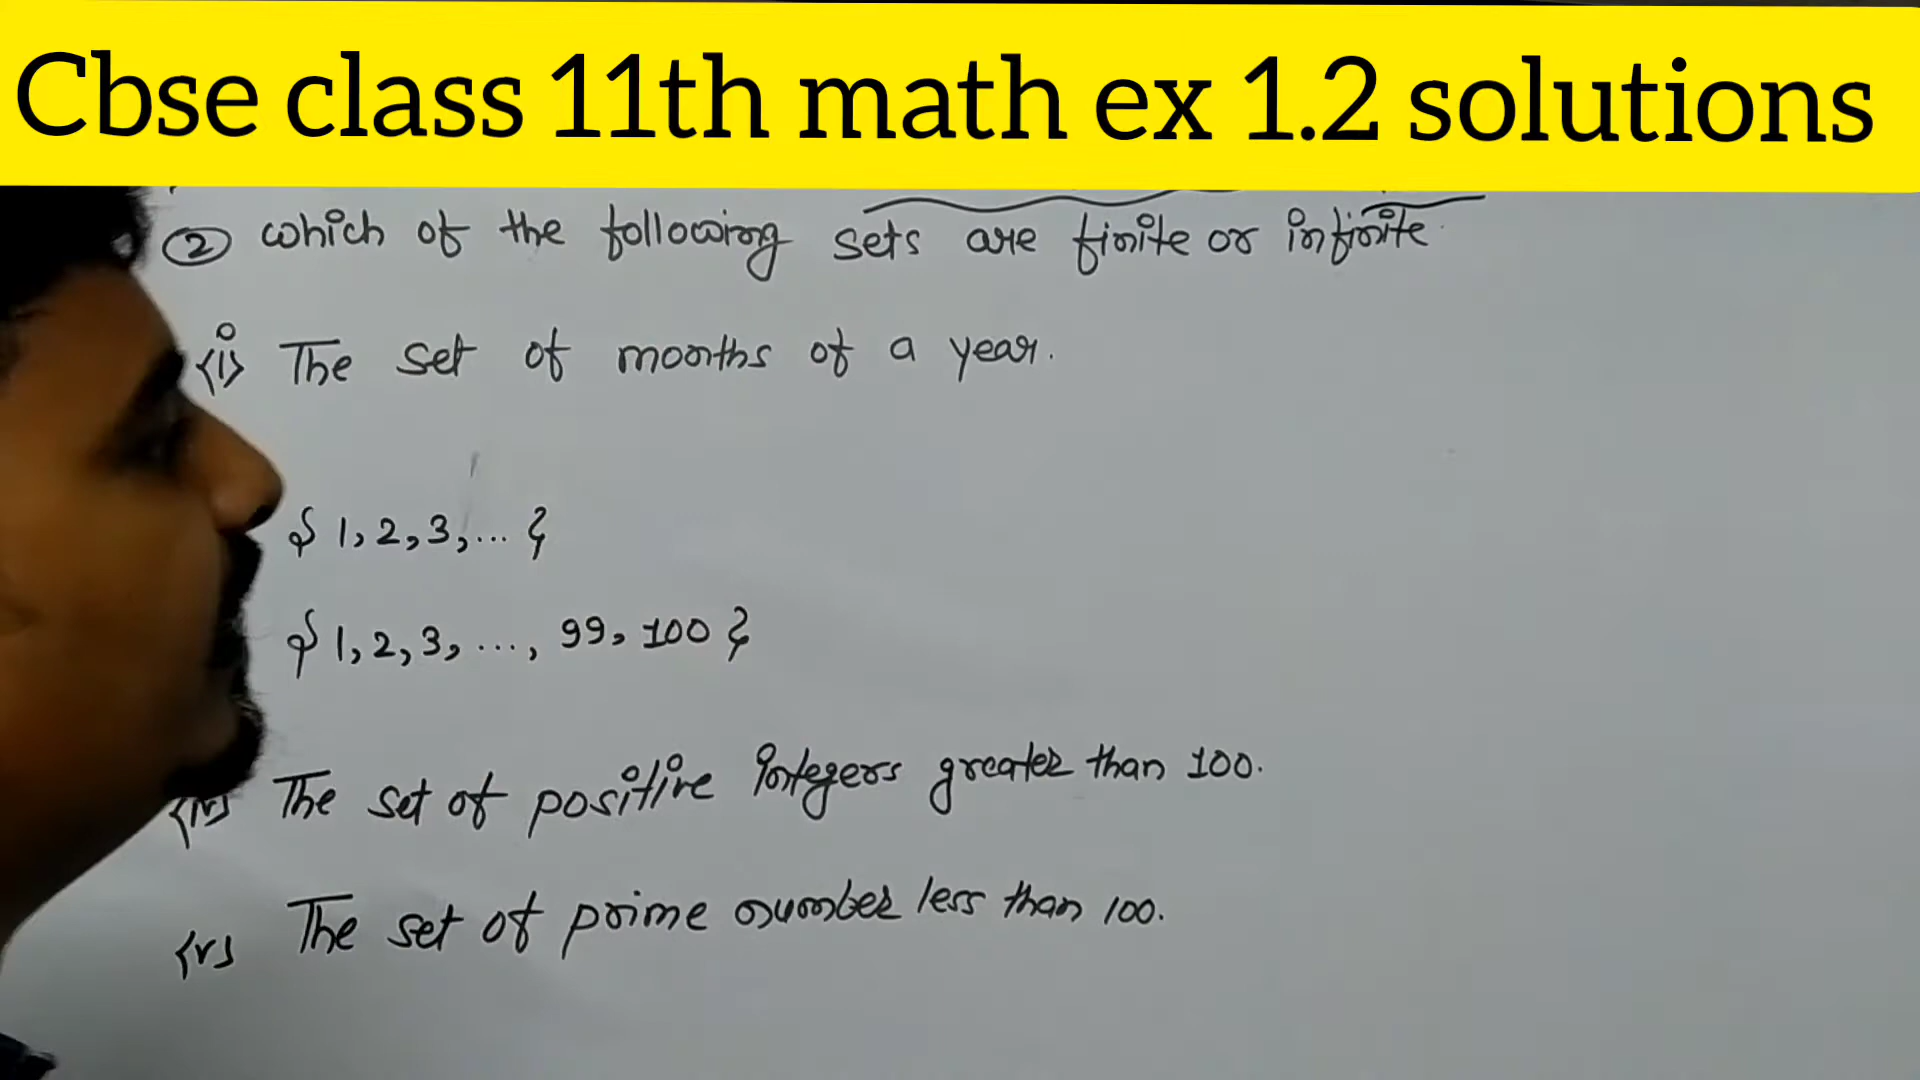 Cbse class 11th math ex 1.2 solutions
② which of the following sets are finite or infinite.
(i) The set of months of a year.
{ 1, 2, 3, ... }
{ 1, 2, 3, ..., 99, 100 }
(iv) The set of positive integers greater than 100.
(v) The set of prime number less than 100.